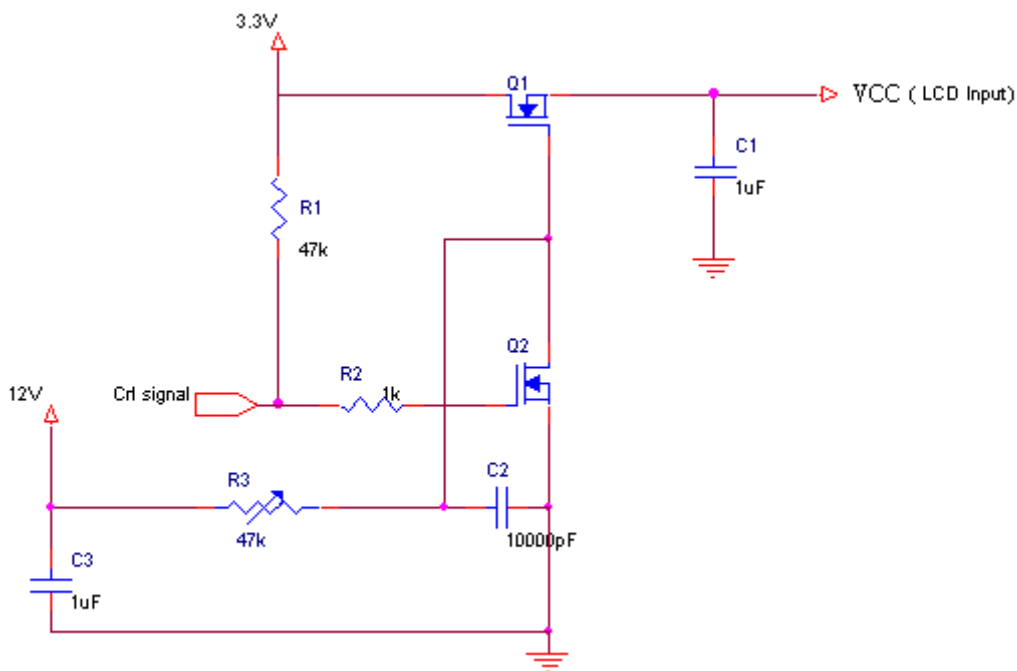 3.3V
Q1
VCC ( LCD Input)
C1
1uF
R1
47k
Q2
R2
1k
12V
Crl signal
R3
47k
C2
10000pF
C3
1uF